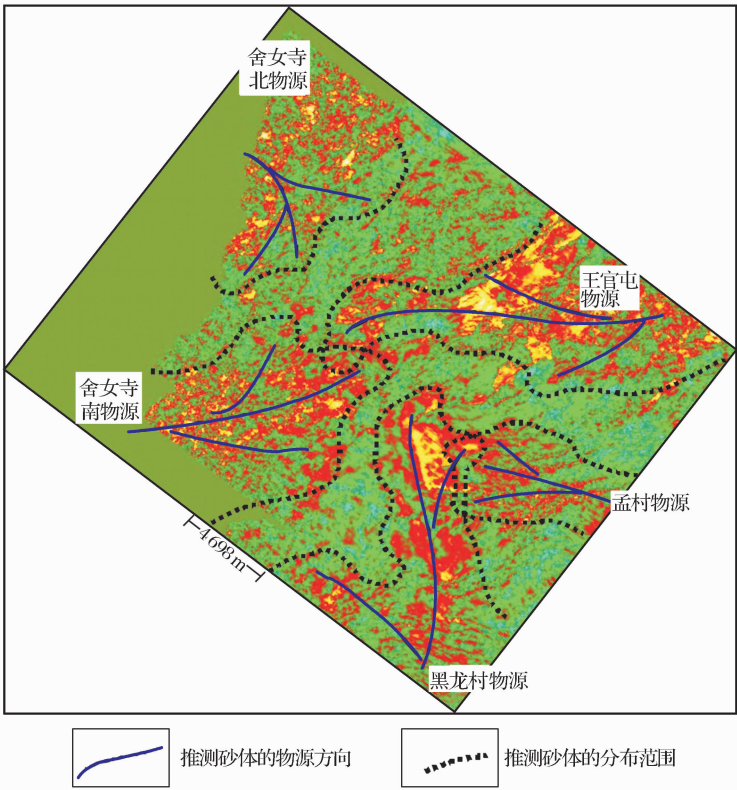 舍女寺
北物源
王官屯
物源
舍女寺
南物源
孟村物源
4698 m
黑龙村物源
推测砂体的物源方向
推测砂体的分布范围